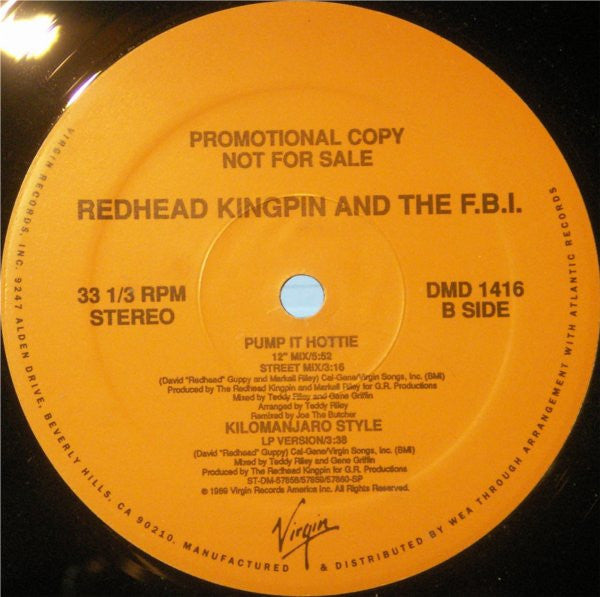 PROMOTIONAL COPY
NOT FOR SALE
REDHEAD KINGPIN AND THE F.B.I.
33 1/3 RPM
STEREO
DMD 1416
B SIDE
PUMP IT HOTTIE
12" MIX/5:52
STREET MIX/3:16
(David "Redhead" Guppy and Markell Riley) Cal-Gene/Virgin Songs, Inc. (BMI)
Produced by The Redhead Kingpin and Markell Riley for G.R. Productions
Mixed by Teddy Riley and Gene Griffin
Arranged by Teddy Riley
Remixed by Joe The Butcher
KILOMANJARO STYLE
LP VERSION/3:38
(David "Redhead" Guppy) Cal-Gene/Virgin Songs, Inc. (BMI)
Mixed by Teddy Riley and Gene Griffin
Produced by The Redhead Kingpin for G.R. Productions
ST-DM-57858/57859/57860-SP
© 1989 Virgin Records America Inc. All Rights Reserved.
Virgin
VIRGIN RECORDS, INC. 9247 ALDEN DRIVE, BEVERLY HILLS, CA 90210. MANUFACTURED & DISTRIBUTED BY WEA THROUGH ARRANGEMENT WITH ATLANTIC RECORDS